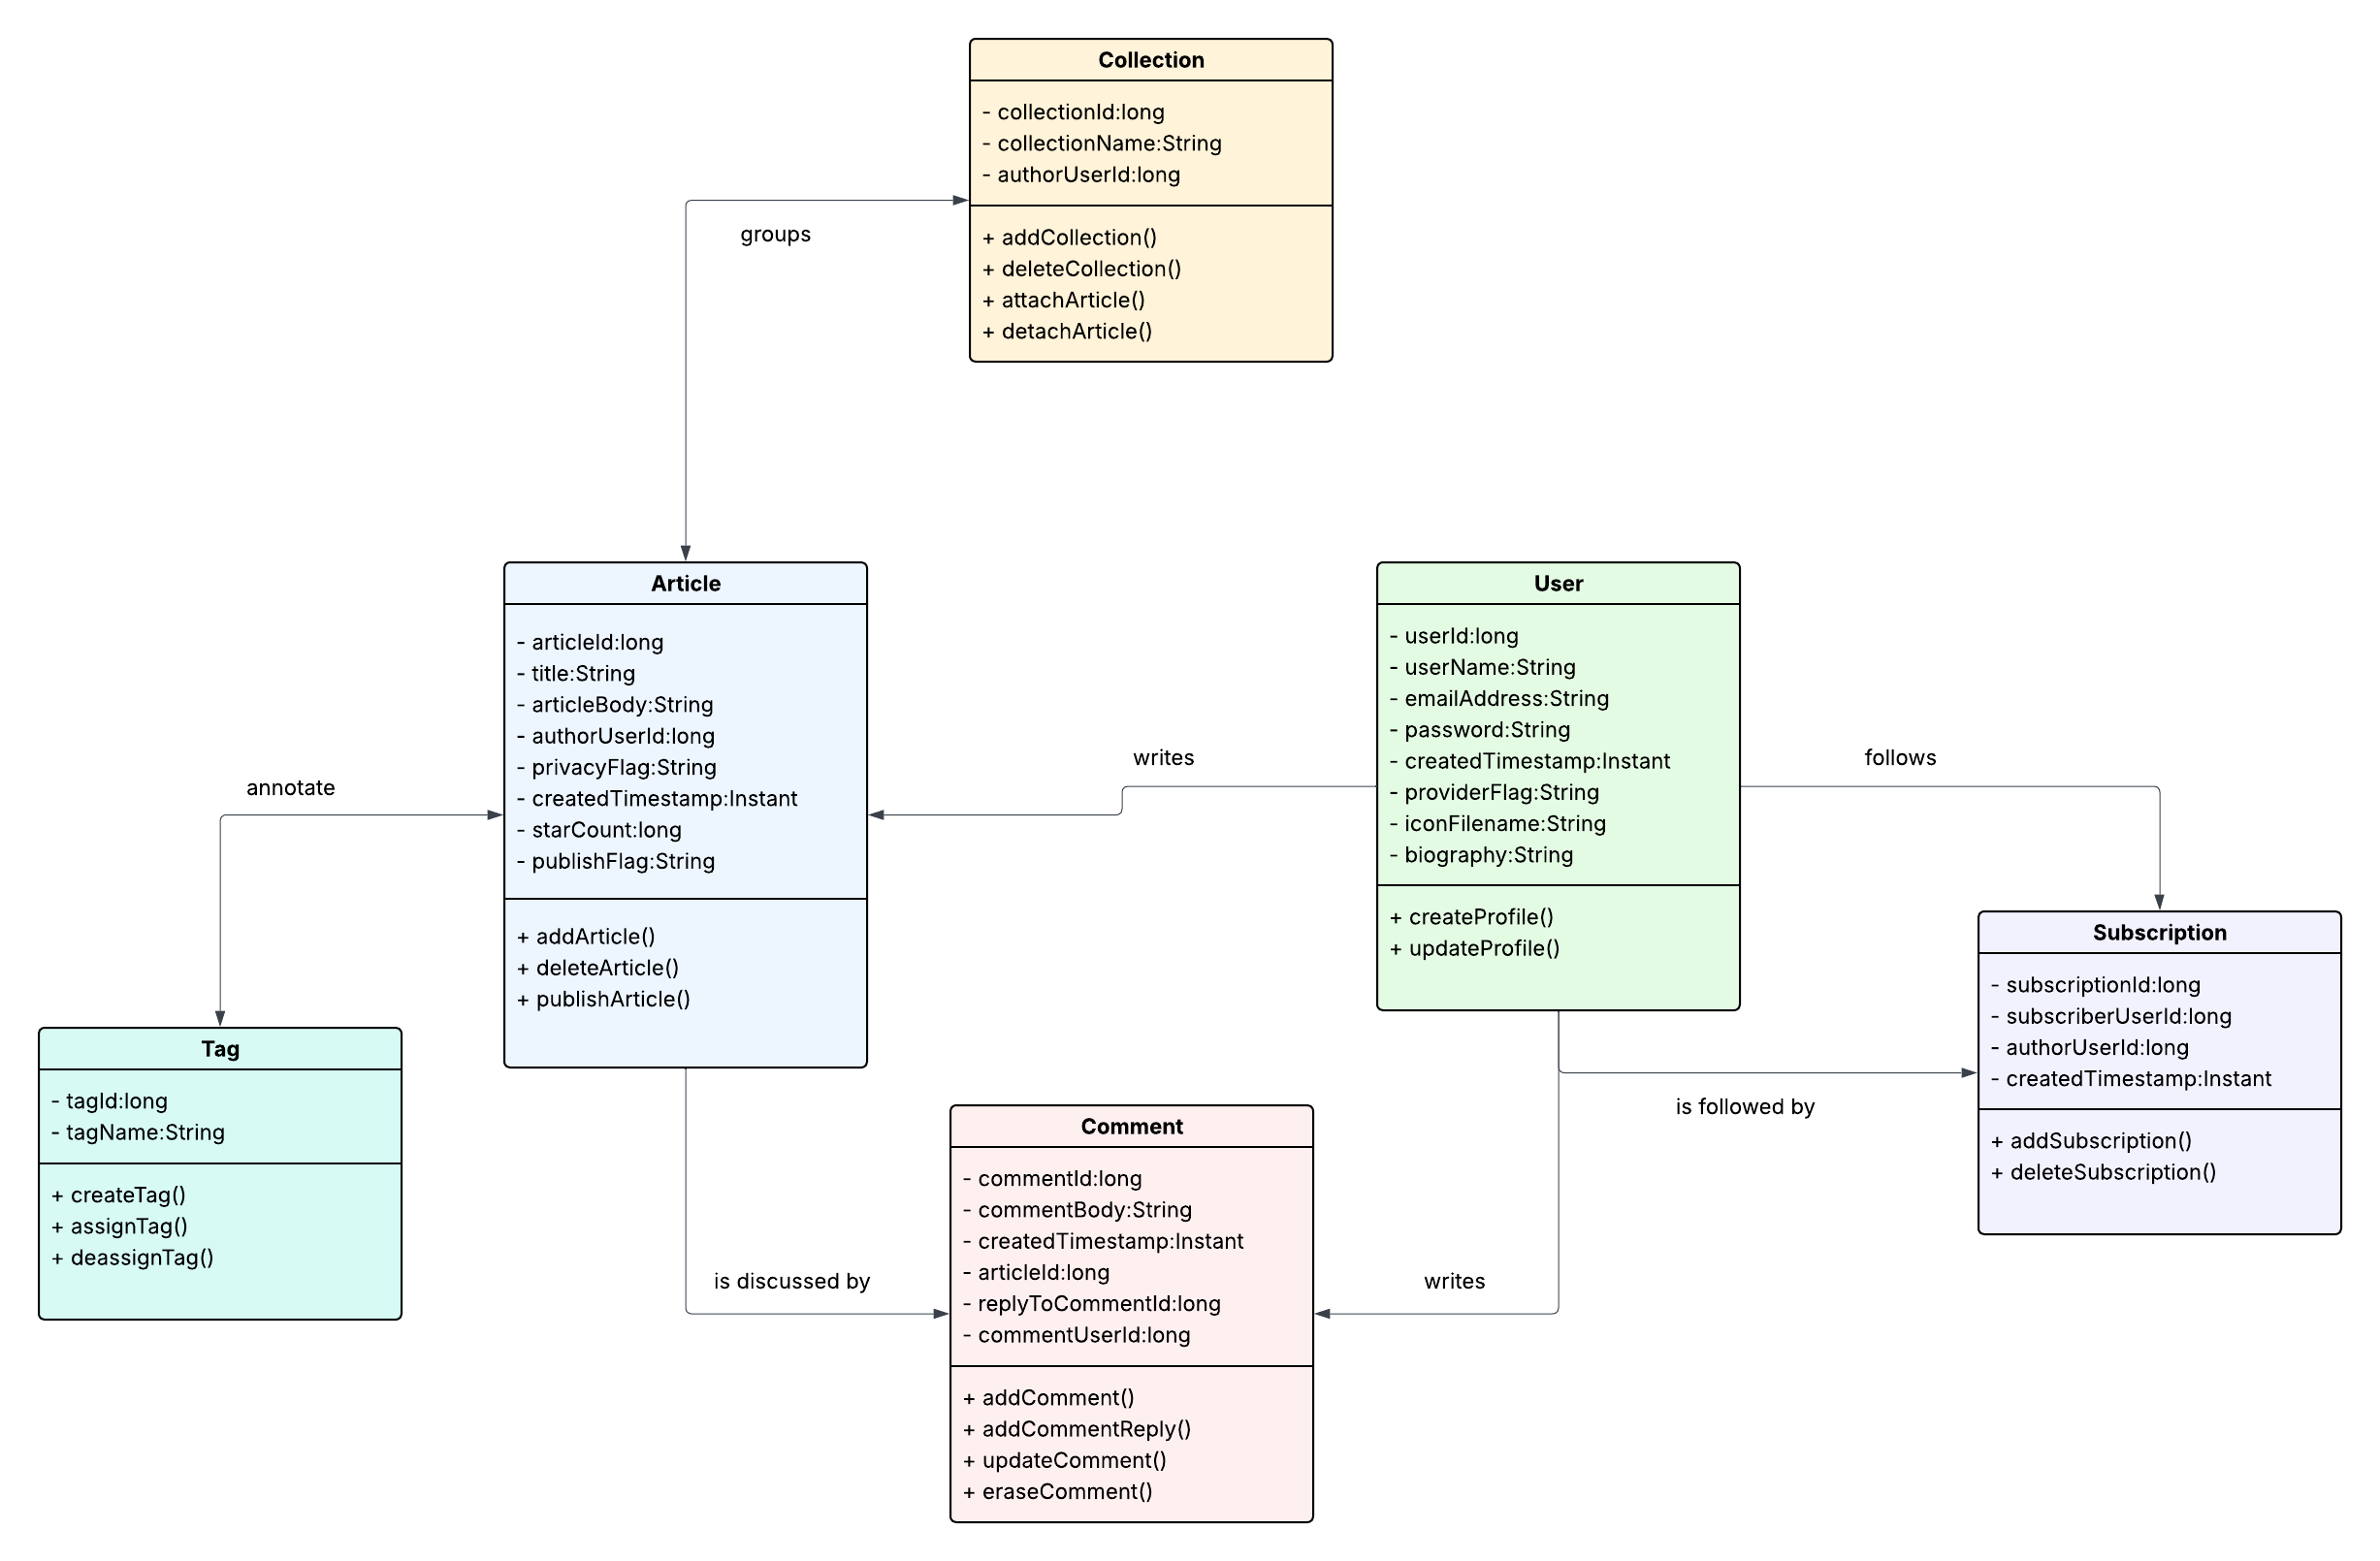 Collection
- collectionId:long
- collectionName:String
- authorUserId:long
+ addCollection()
+ deleteCollection()
+ attachArticle()
+ detachArticle()
groups
Article
- articleId:long
- title:String
- articleBody:String
- authorUserId:long
- privacyFlag:String
- createdTimestamp:Instant
- starCount:long
- publishFlag:String
+ addArticle()
+ deleteArticle()
+ publishArticle()
writes
User
- userId:long
- userName:String
- emailAddress:String
- password:String
- createdTimestamp:Instant
- providerFlag:String
- iconFilename:String
- biography:String
+ createProfile()
+ updateProfile()
follows
annotate
Subscription
- subscriptionId:long
- subscriberUserId:long
- authorUserId:long
- createdTimestamp:Instant
+ addSubscription()
+ deleteSubscription()
is followed by
Tag
- tagId:long
- tagName:String
+ createTag()
+ assignTag()
+ deassignTag()
is discussed by
Comment
- commentId:long
- commentBody:String
- createdTimestamp:Instant
- articleId:long
- replyToCommentId:long
- commentUserId:long
+ addComment()
+ addCommentReply()
+ updateComment()
+ eraseComment()
writes